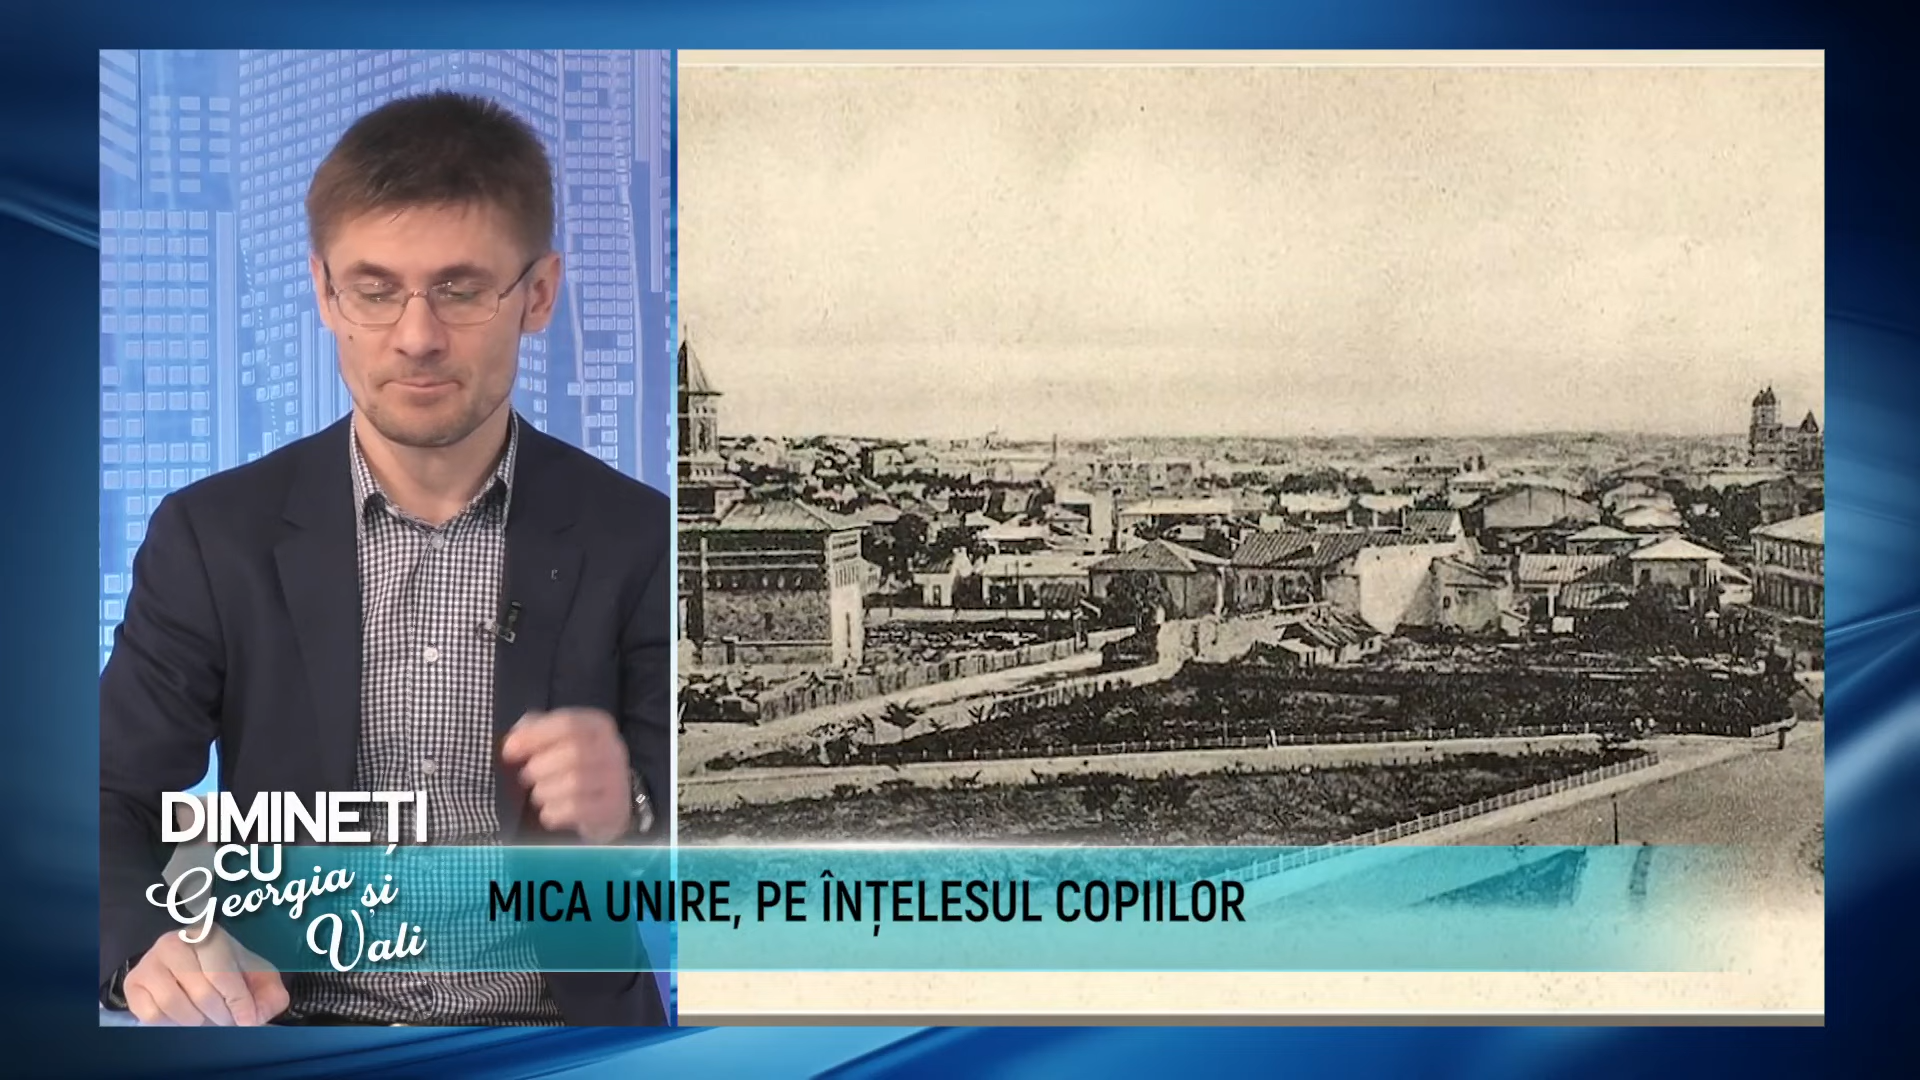 DIMINEȚI
CU
Georgia
și
Vali
MICA UNIRE, PE ÎNȚELESUL COPIILOR